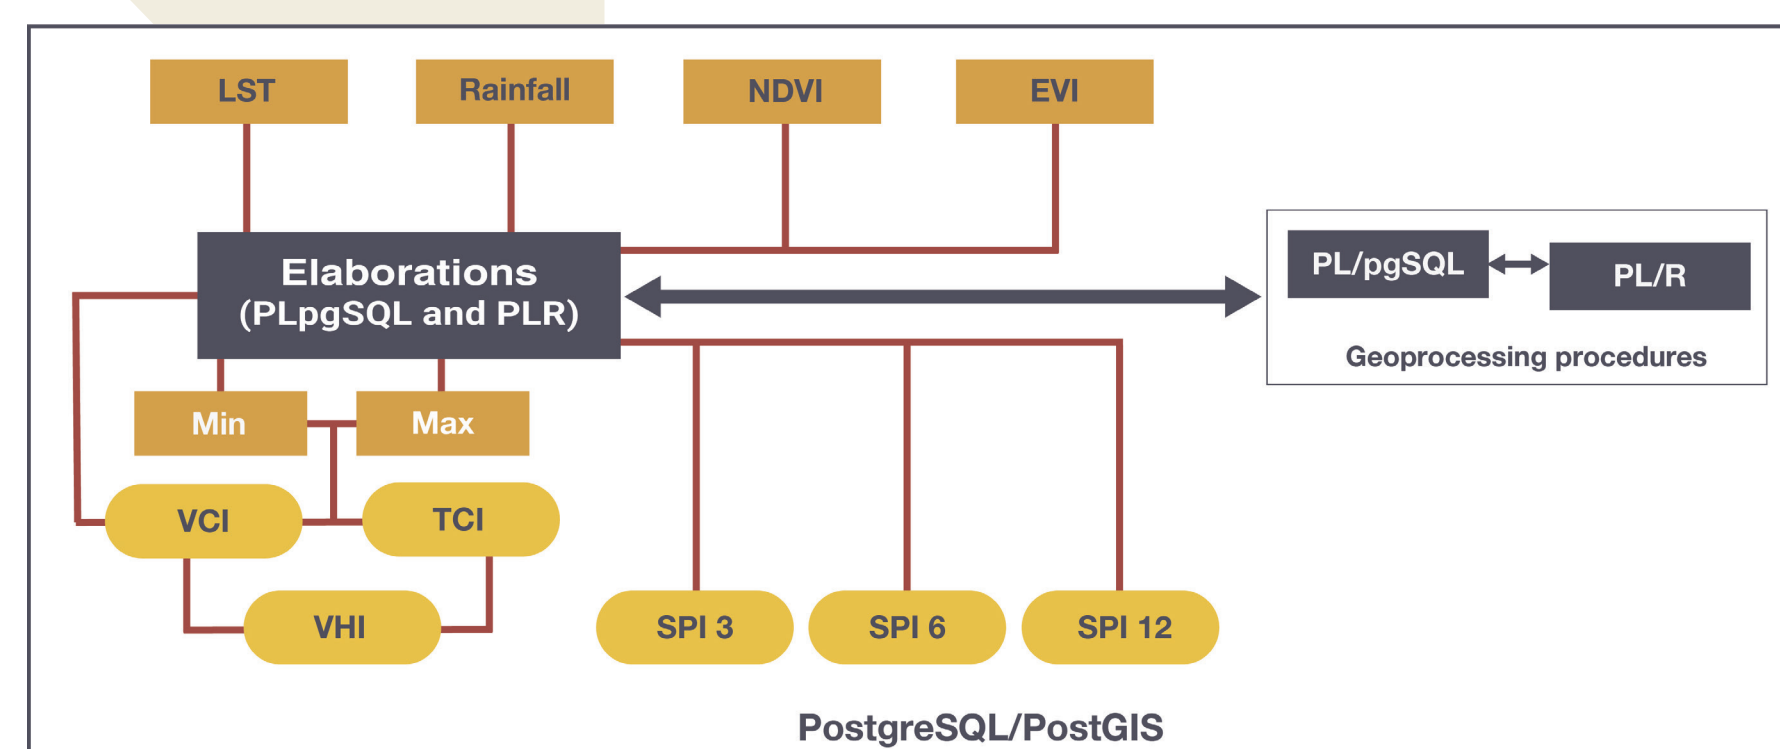 LST
Rainfall
NDVI
EVI
Elaborations
(PLpgSQL and PLR)
PL/pgSQL
PL/R
Geoprocessing procedures
Min
Max
VCI
TCI
VHI
SPI 3
SPI 6
SPI 12
PostgreSQL/PostGIS